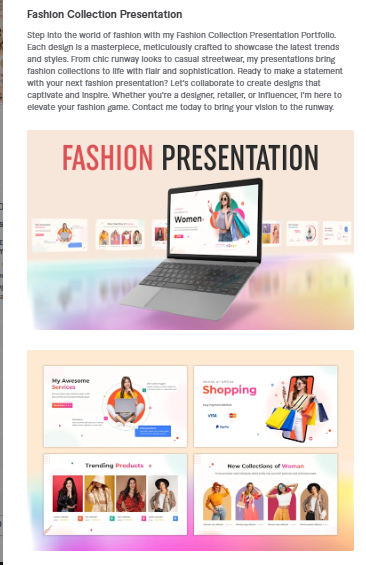 Fashion Collection Presentation
Step into the world of fashion with my Fashion Collection Presentation Portfolio.
Each design is a masterpiece, meticulously crafted to showcase the latest trends
and styles. From chic runway looks to casual streetwear, my presentations bring
fashion collections to life with flair and sophistication. Ready to make a statement
with your next fashion presentation? Let's collaborate to create designs that
captivate and inspire. Whether you're a designer, retailer, or influencer, I'm here to
elevate your fashion game. Contact me today to bring your vision to the runway.
FASHION PRESENTATION
Women
My Awesome
Services
Shopping
VISA
PayPal
Trending Products
New Collections of Woman